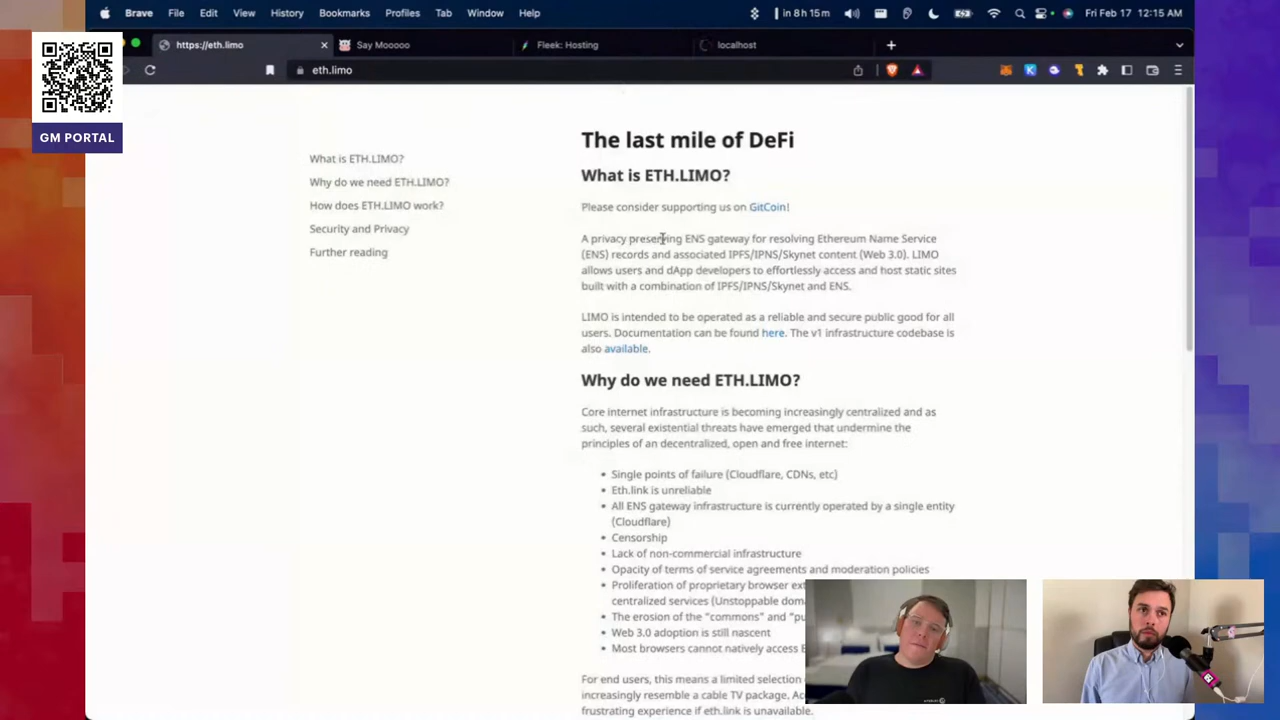 Brave File Edit View History Bookmarks Profiles Tab Window Help
in 8 h 15 m
Fri Feb 17 12:15 AM
https://eth.limo
Say Mooooo
Fleek: Hosting
localhost
eth.limo
GM PORTAL
What is ETH.LIMO?
Why do we need ETH.LIMO?
How does ETH.LIMO work?
Security and Privacy
Further reading
The last mile of DeFi
What is ETH.LIMO?
Please consider supporting us on GitCoin!
A privacy preserving ENS gateway for resolving Ethereum Name Service
(ENS) records and associated IPFS/IPNS/Skynet content (Web 3.0). LIMO
allows users and dApp developers to effortlessly access and host static sites
built with a combination of IPFS/IPNS/Skynet and ENS.
LIMO is intended to be operated as a reliable and secure public good for all
users. Documentation can be found here. The v1 infrastructure codebase is
also available.
Why do we need ETH.LIMO?
Core internet infrastructure is becoming increasingly centralized and as
such, several existential threats have emerged that undermine the
principles of an decentralized, open and free internet:
• Single points of failure (Cloudflare, CDNs, etc)
• Eth.link is unreliable
• All ENS gateway infrastructure is currently operated by a single entity
(Cloudflare)
• Censorship
• Lack of non-commercial infrastructure
• Opacity of terms of service agreements and moderation policies
• Proliferation of proprietary browser ext
centralized services (Unstoppable doma
• The erosion of the "commons" and "pu
• Web 3.0 adoption is still nascent
• Most browsers cannot natively access E
For end users, this means a limited selection
increasingly resemble a cable TV package. Acc
frustrating experience if eth.link is unavailable.